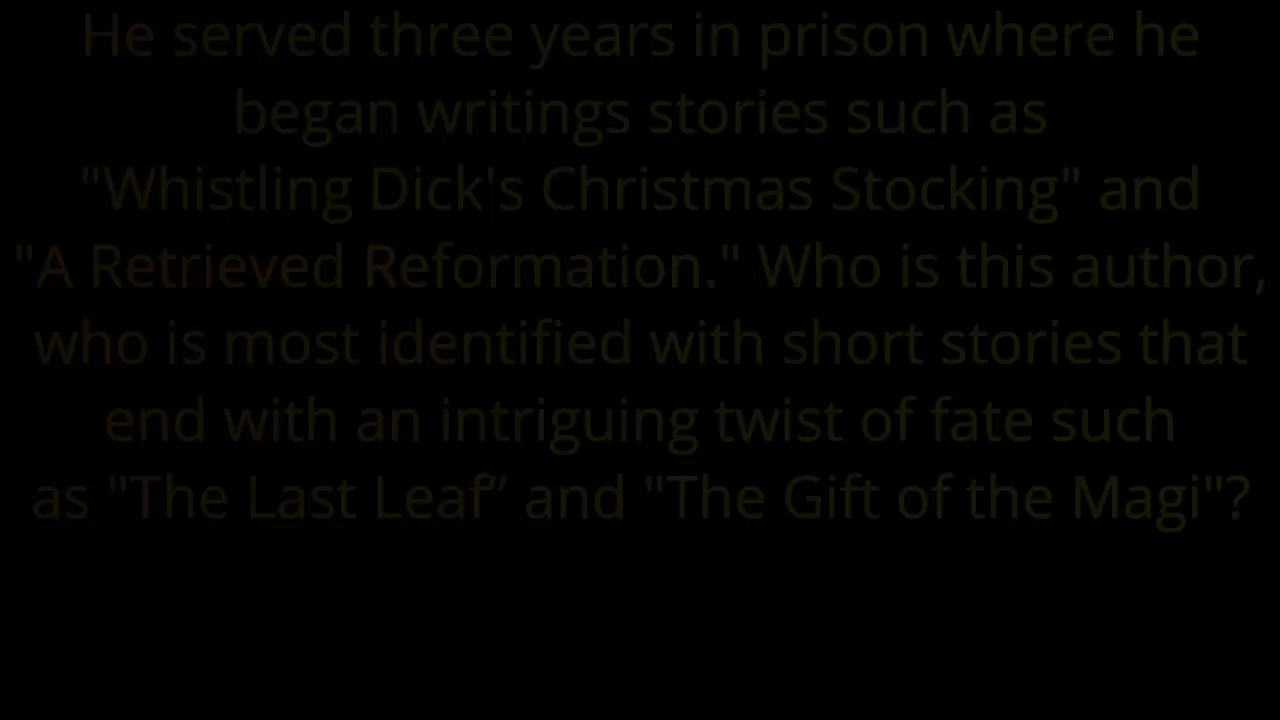 He served three years in prison where he
began writings stories such as
"Whistling Dick's Christmas Stocking" and
"A Retrieved Reformation." Who is this author,
who is most identified with short stories that
end with an intriguing twist of fate such
as "The Last Leaf” and "The Gift of the Magi"?